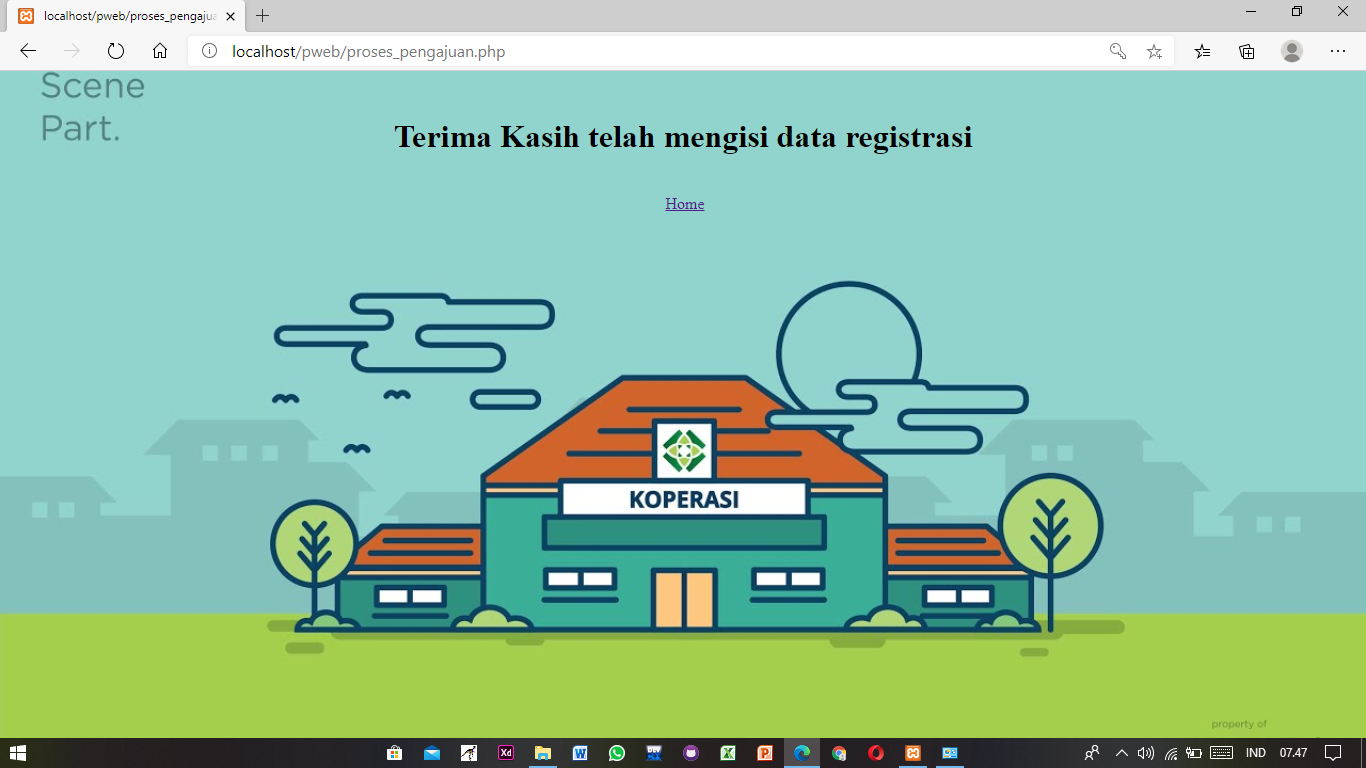 localhost/pweb/proses_pengajua
localhost/pweb/proses_pengajuan.php
Scene
Part.
Terima Kasih telah mengisi data registrasi
Home
KOPERASI
property of
Xd
IND
07.47